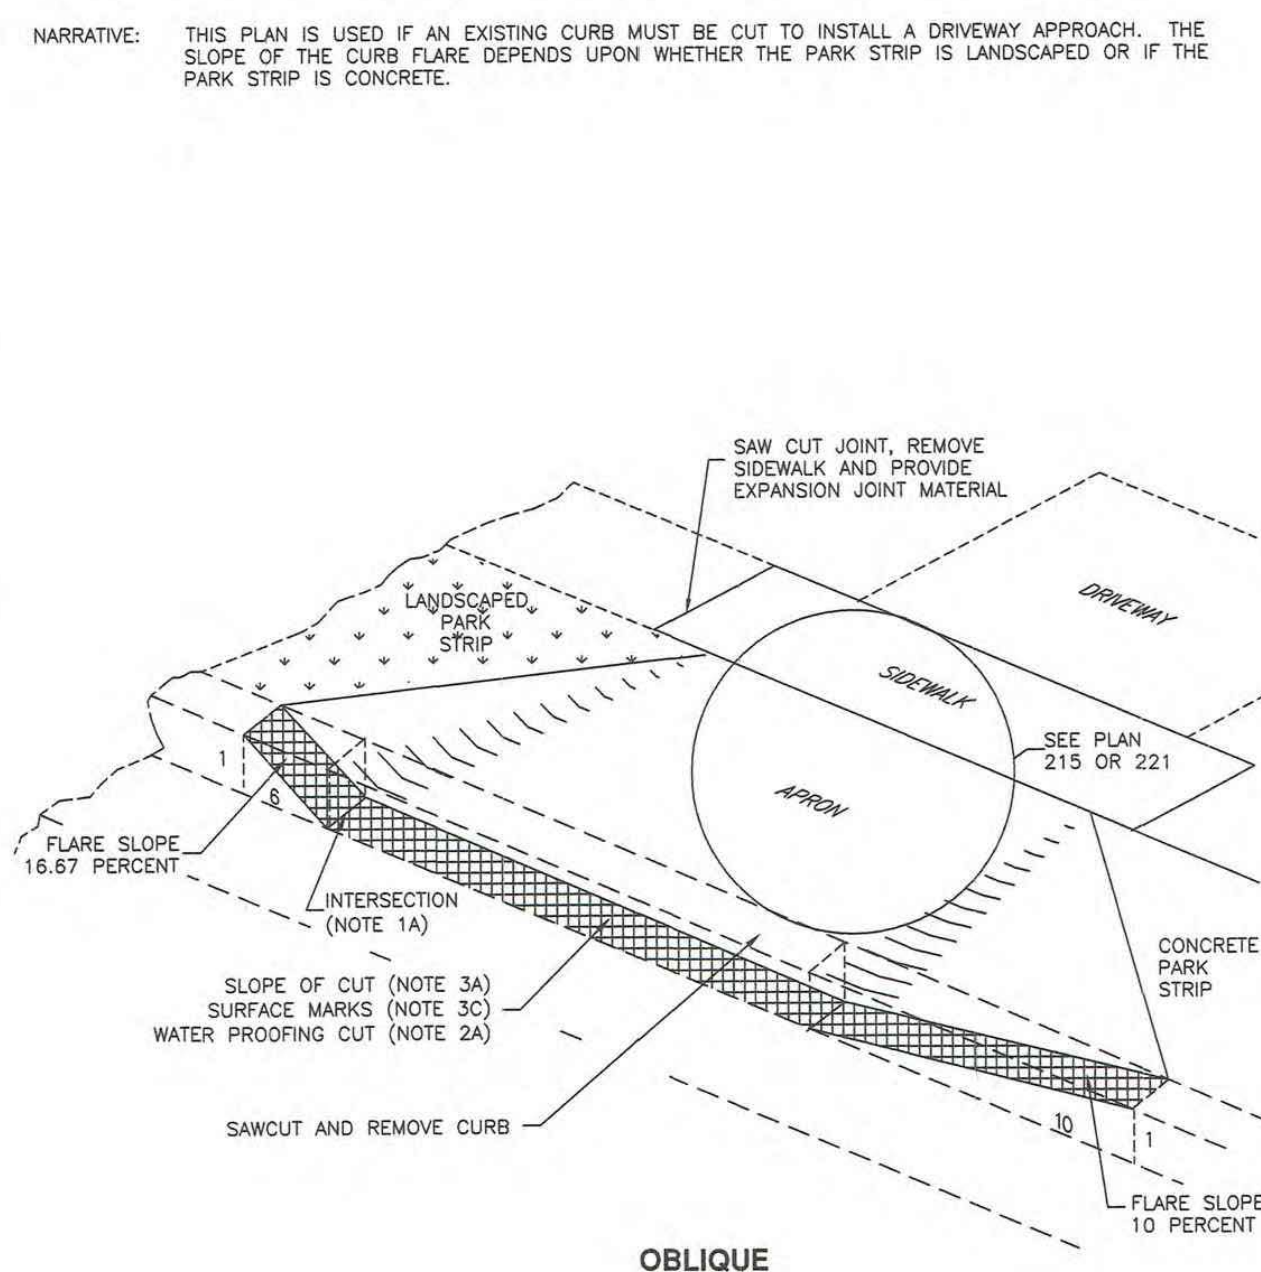 NARRATIVE: THIS PLAN IS USED IF AN EXISTING CURB MUST BE CUT TO INSTALL A DRIVEWAY APPROACH. THE
SLOPE OF THE CURB FLARE DEPENDS UPON WHETHER THE PARK STRIP IS LANDSCAPED OR IF THE
PARK STRIP IS CONCRETE.
SAW CUT JOINT, REMOVE
SIDEWALK AND PROVIDE
EXPANSION JOINT MATERIAL
LANDSCAPED
PARK
STRIP
DRIVEWAY
SIDEWALK
SEE PLAN
215 OR 221
APRON
1
6
FLARE SLOPE
16.67 PERCENT
INTERSECTION
(NOTE 1A)
CONCRETE
PARK
STRIP
SLOPE OF CUT (NOTE 3A)
SURFACE MARKS (NOTE 3C)
WATER PROOFING CUT (NOTE 2A)
SAWCUT AND REMOVE CURB
10
1
FLARE SLOPE
10 PERCENT
OBLIQUE